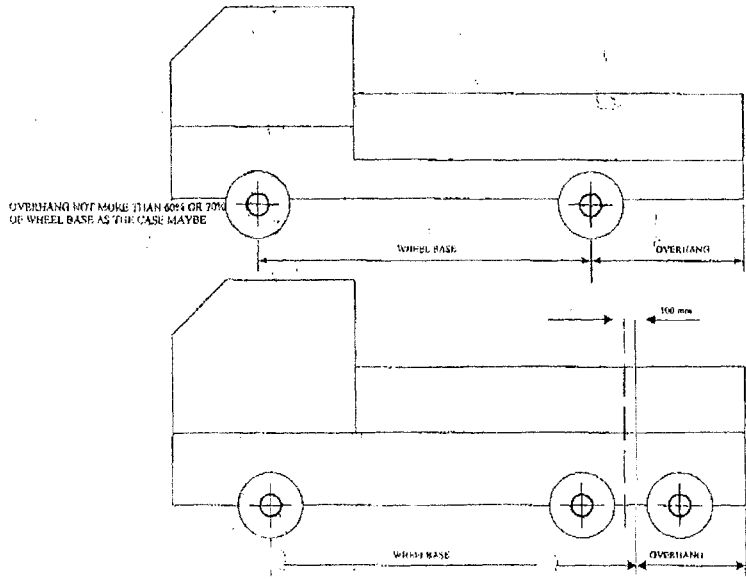 OVERHANG NOT MORE THAN 60% OR 70%
OF WHEEL BASE AS THE CASE MAYBE
WHEEL BASE
OVERHANG
100 mm
WHEEL BASE
OVERHANG